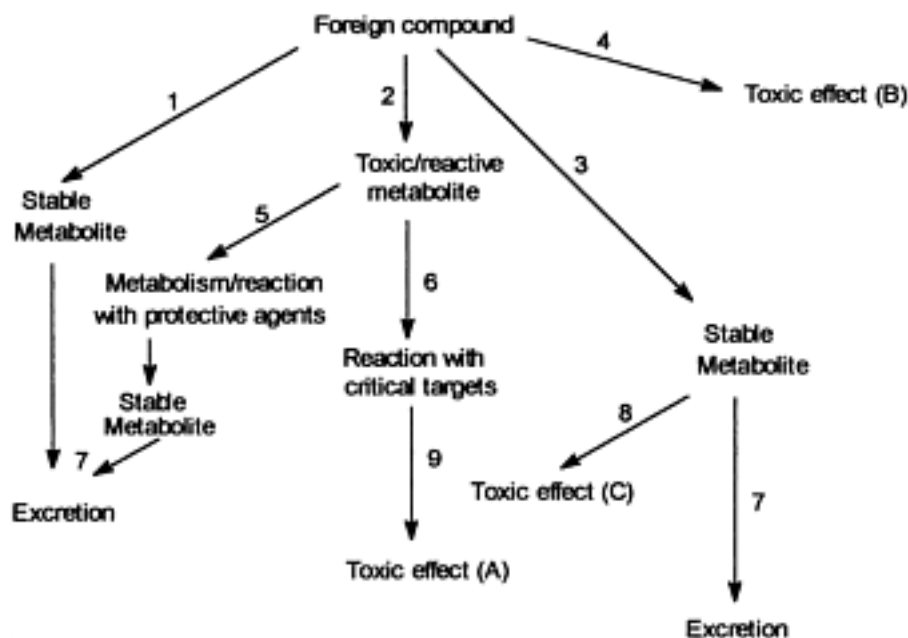 Foreign compound
4
Toxic effect (B)
1
2
3
Toxic/reactive
metabolite
Stable
Metabolite
5
Metabolism/reaction
with protective agents
6
Stable
Metabolite
Reaction with
critical targets
Stable
Metabolite
8
7
9
Toxic effect (C)
7
Excretion
Toxic effect (A)
Excretion